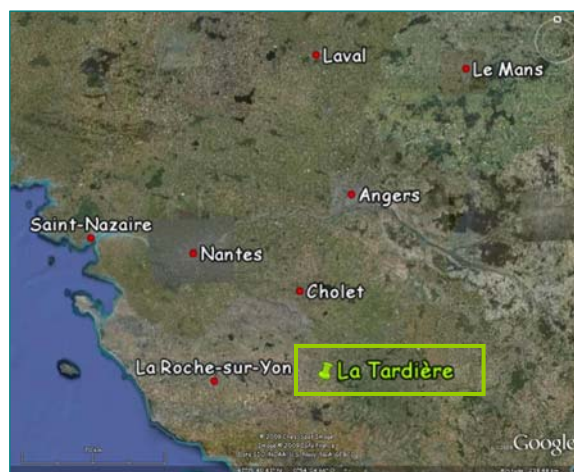 Laval
Le Mans
Angers
Saint-Nazaire
Nantes
Cholet
La Roche-sur-Yon
La Tardière
Google